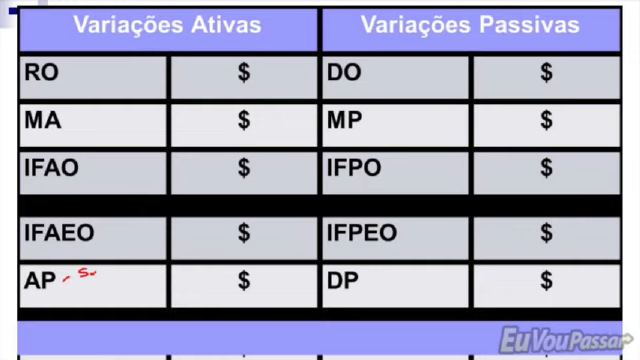 Variações Ativas Variações Passivas
RO $ DO $
MA $ MP $
IFAO $ IFPO $
IFAEO $ IFPEO $
AP $ DP $
EuVouPassar